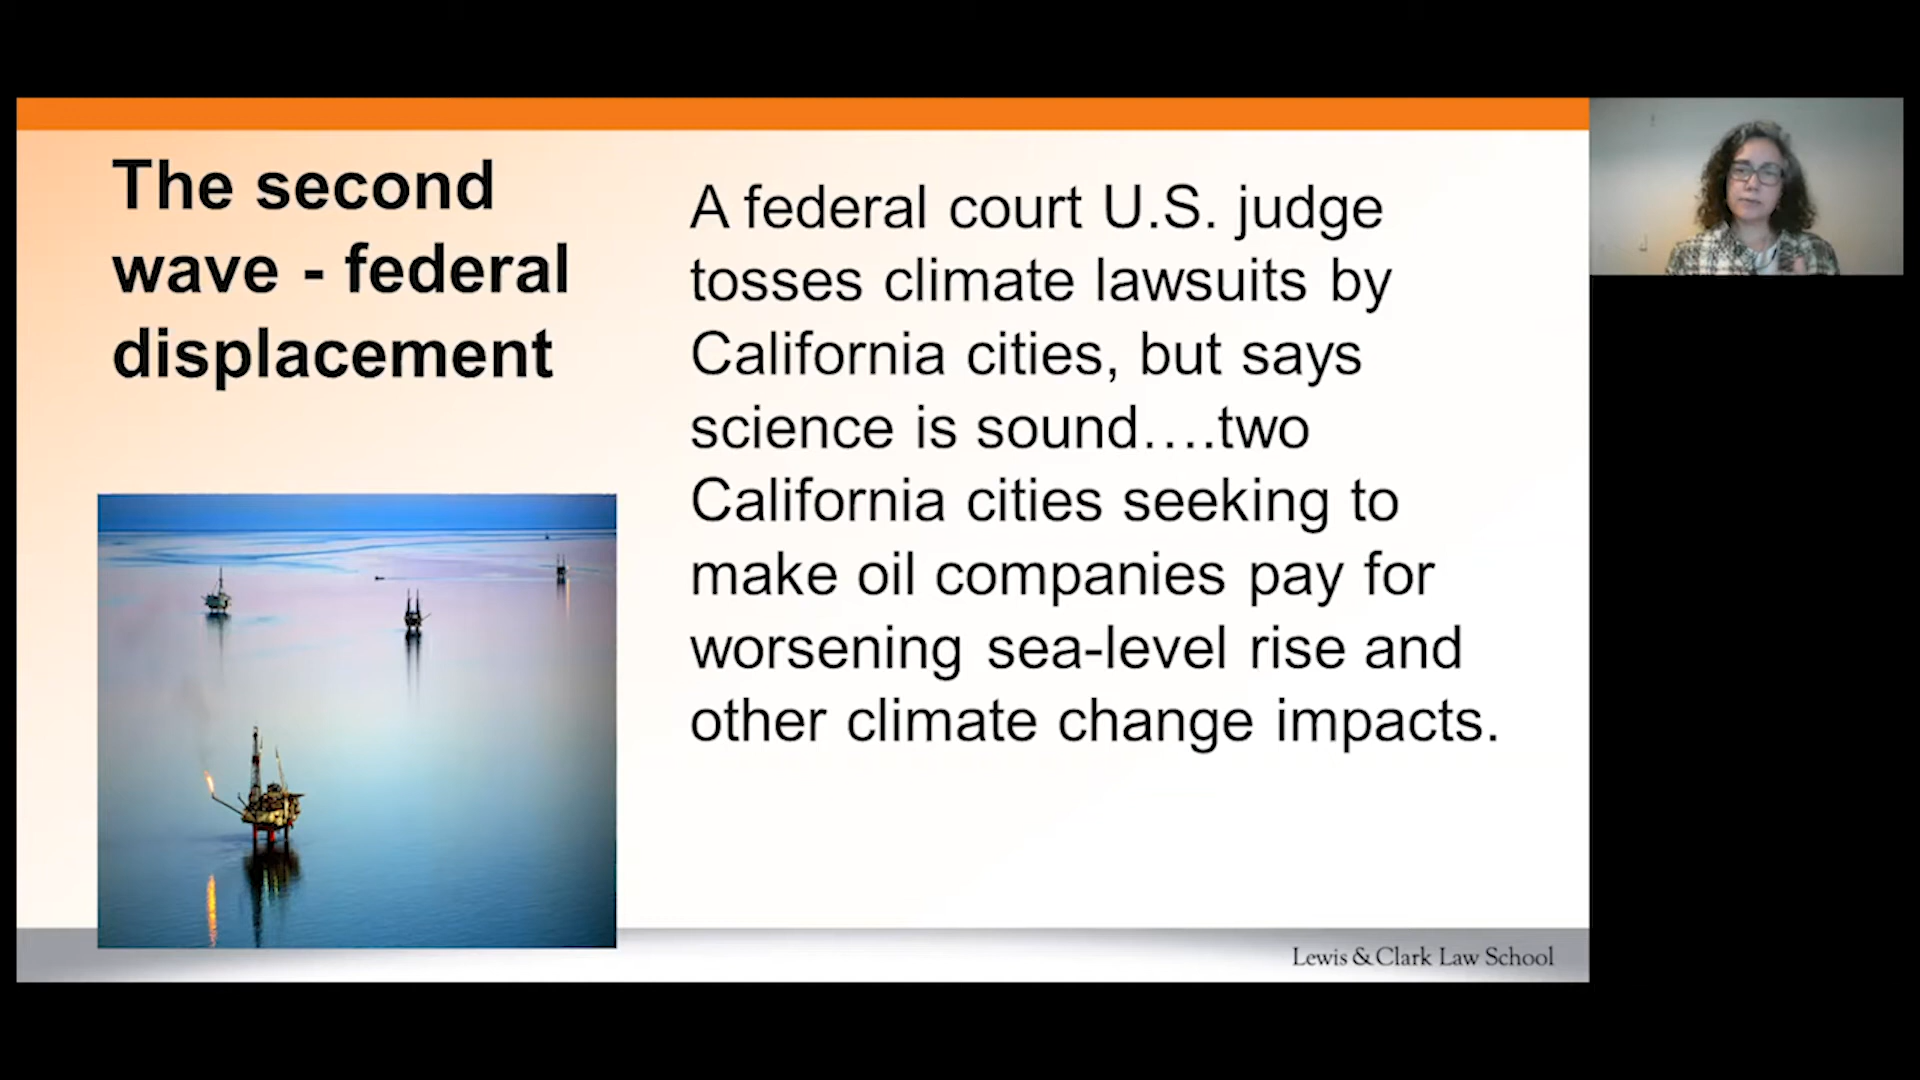 The second
wave - federal
displacement
A federal court U.S. judge
tosses climate lawsuits by
California cities, but says
science is sound….two
California cities seeking to
make oil companies pay for
worsening sea-level rise and
other climate change impacts.
Lewis & Clark Law School